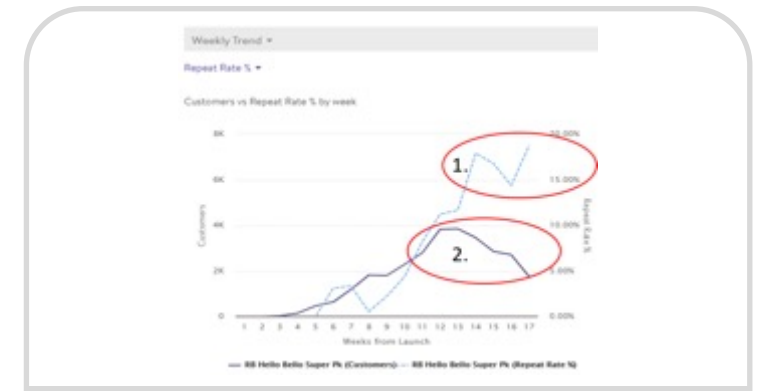 Weekly Trend
Repeat Rate %
Customers vs Repeat Rate % by week
8K
20.00%
1.
6K
15.00%
Customers
4K
10.00%
Repeat Rate %
2.
2K
5.00%
0
0.00%
1 2 3 4 5 6 7 8 9 10 11 12 13 14 15 16 17
Weeks from Launch
RB Hello Bello Super Pk (Customers) RB Hello Bello Super Pk (Repeat Rate %)